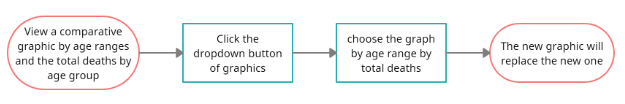 View a comparative
graphic by age ranges
and the total deaths by
age group
Click the
dropdown button
of graphics
choose the graph
by age range by
total deaths
The new graphic will
replace the new one